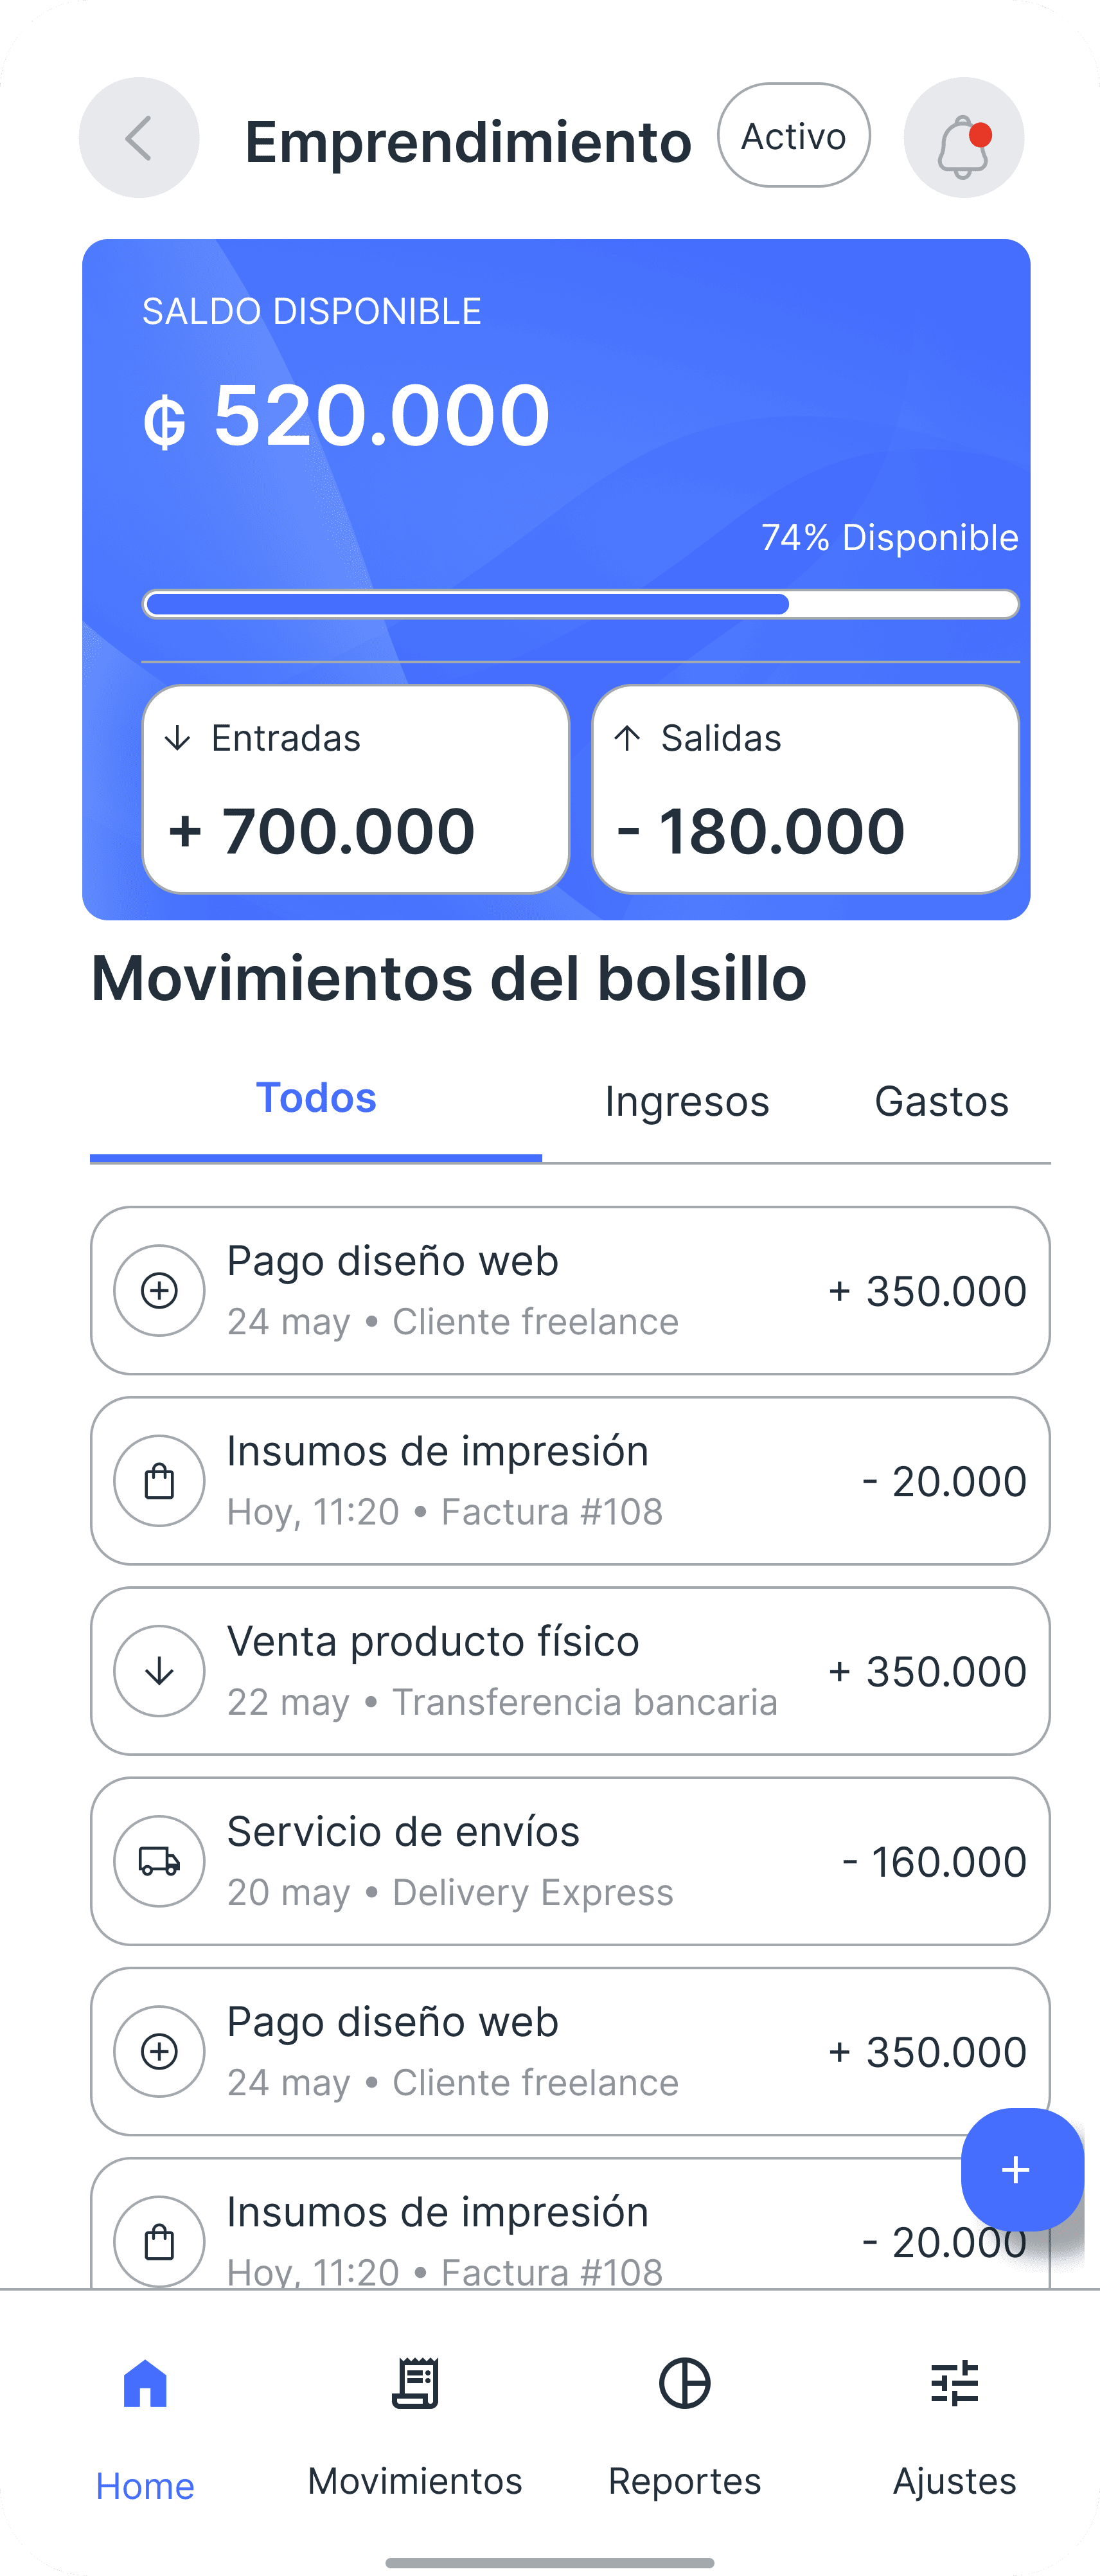 Emprendimiento
Activo
SALDO DISPONIBLE
₲ 520.000
74% Disponible
Entradas
+ 700.000
Salidas
- 180.000
Movimientos del bolsillo
Todos
Ingresos
Gastos
Pago diseño web
24 may • Cliente freelance
+ 350.000
Insumos de impresión
Hoy, 11:20 • Factura #108
- 20.000
Venta producto físico
22 may • Transferencia bancaria
+ 350.000
Servicio de envíos
20 may • Delivery Express
- 160.000
Pago diseño web
24 may • Cliente freelance
+ 350.000
Insumos de impresión
Hoy, 11:20 • Factura #108
- 20.000
Home
Movimientos
Reportes
Ajustes